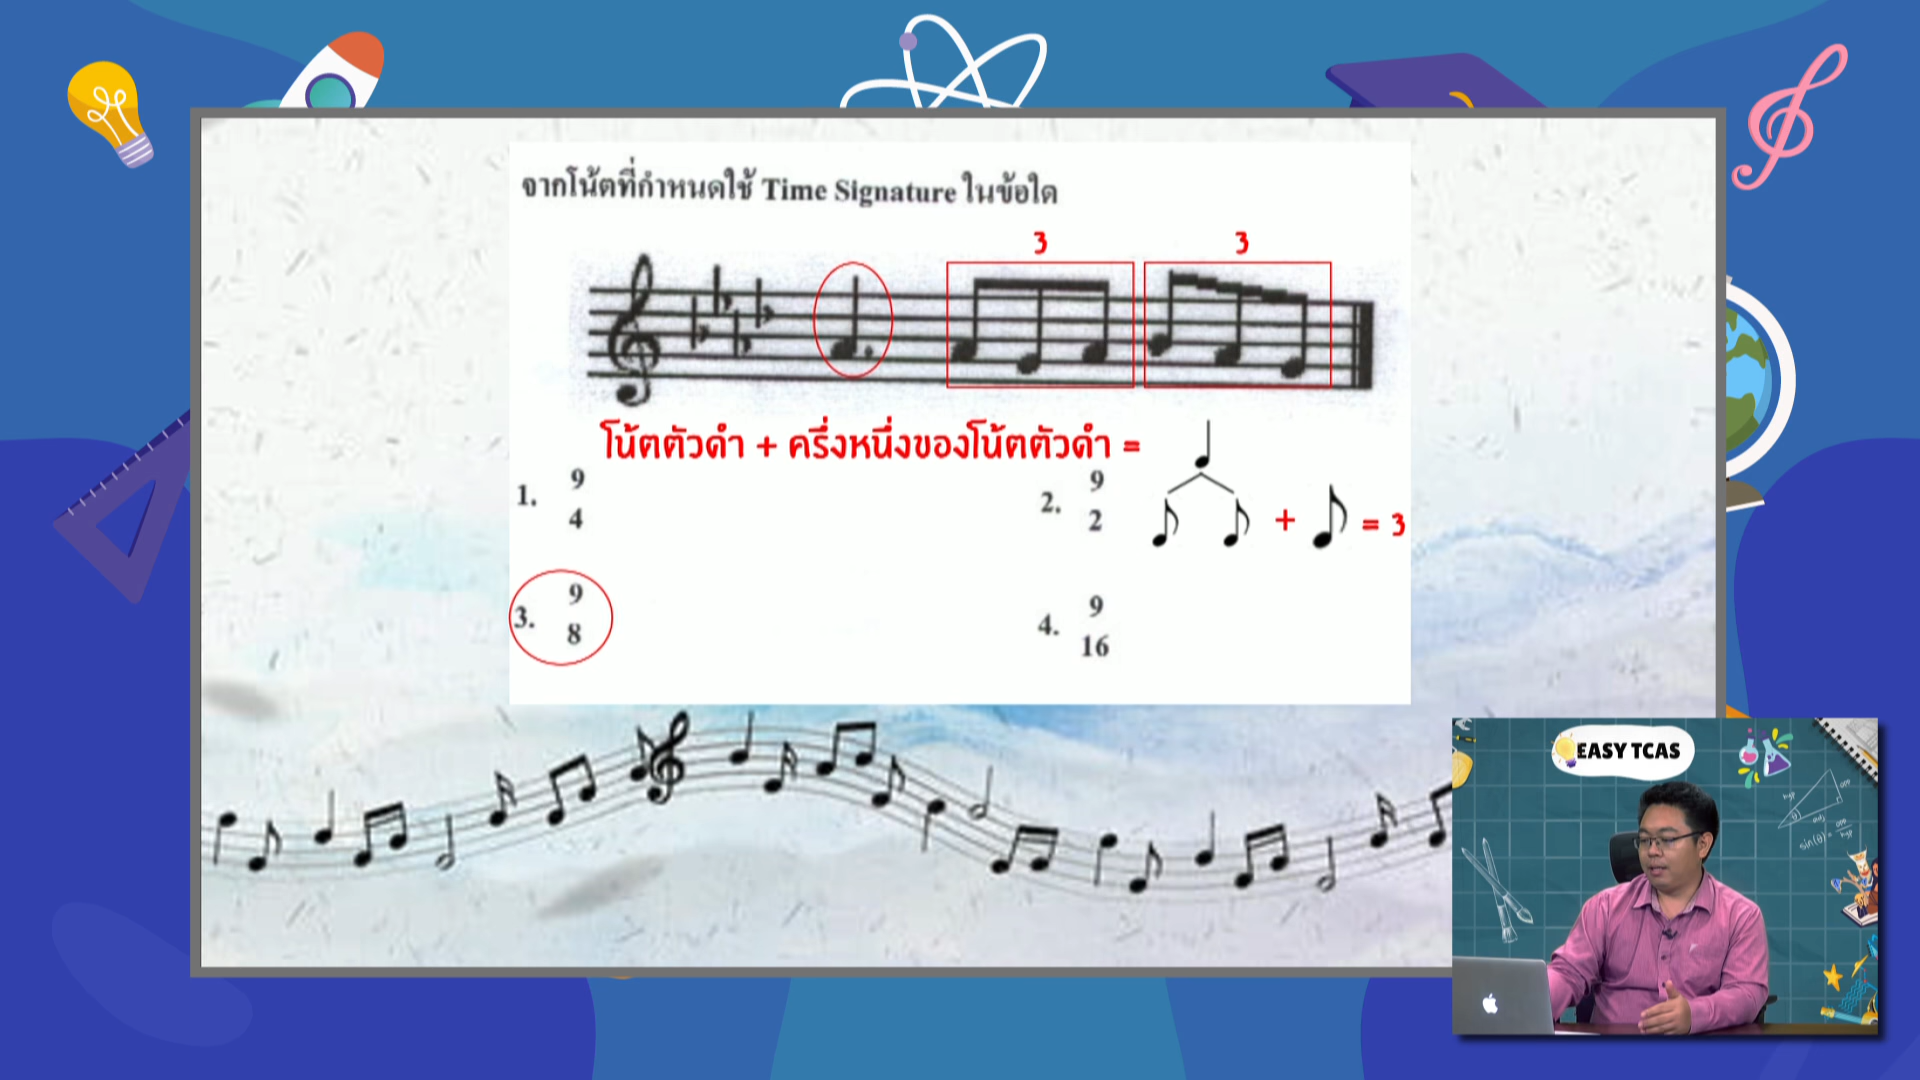 จากโน้ตที่กำหนดใช้ Time Signature ในข้อใด
3 3
โน้ตตัวดำ + ครึ่งหนึ่งของโน้ตตัวดำ =
+ = 3
1. 9
4
2. 9
2
3. 9
8
4. 9
16
EASY TCAS